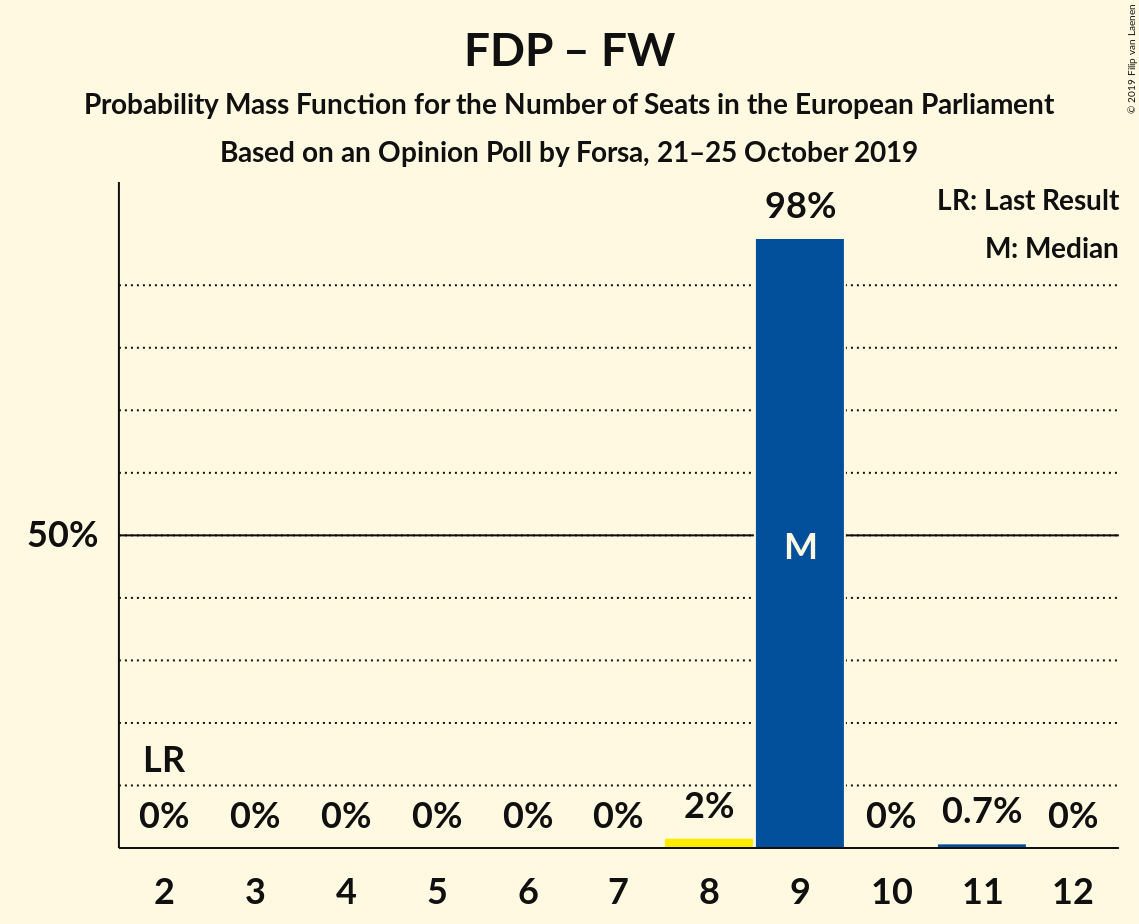 FDP – FW
Probability Mass Function for the Number of Seats in the European Parliament
Based on an Opinion Poll by Forsa, 21–25 October 2019
© 2019 Filip van Laenen
LR: Last Result
M: Median
98%
50%
M
LR
0% 0% 0% 0% 0% 0% 2% 0% 0.7% 0%
2 3 4 5 6 7 8 9 10 11 12